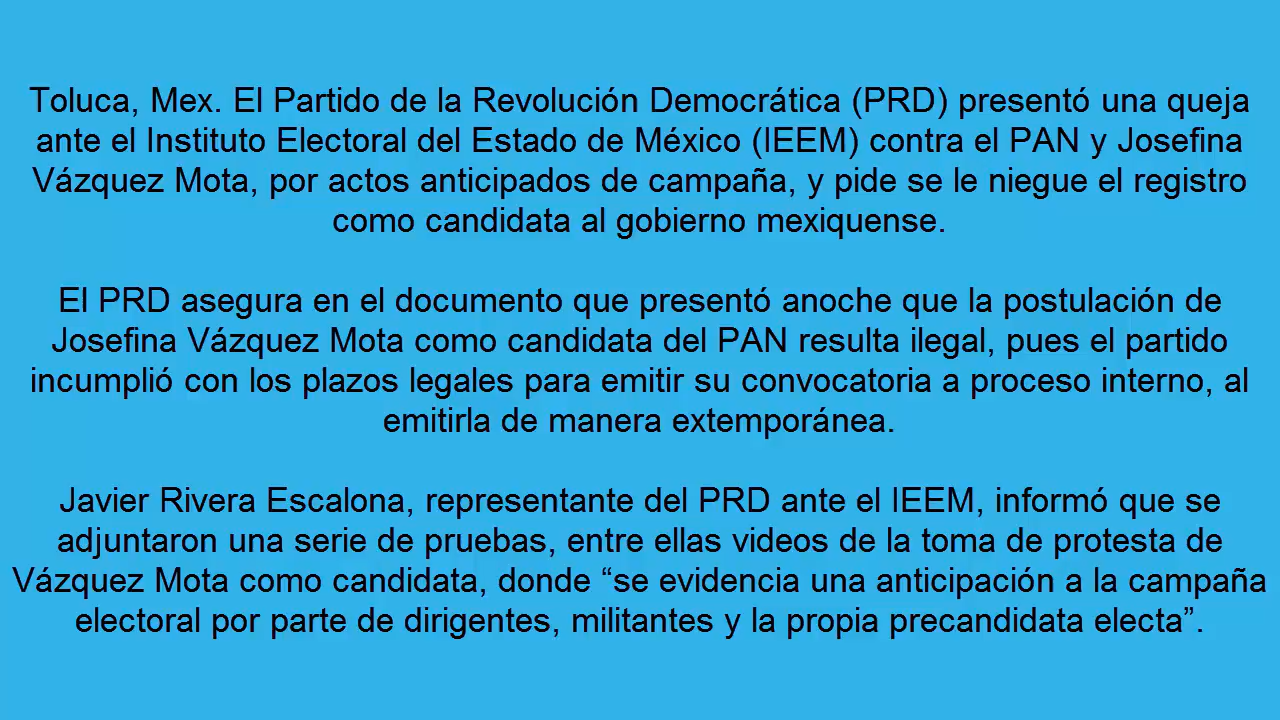 Toluca, Mex. El Partido de la Revolución Democrática (PRD) presentó una queja
ante el Instituto Electoral del Estado de México (IEEM) contra el PAN y Josefina
Vázquez Mota, por actos anticipados de campaña, y pide se le niegue el registro
como candidata al gobierno mexiquense.
El PRD asegura en el documento que presentó anoche que la postulación de
Josefina Vázquez Mota como candidata del PAN resulta ilegal, pues el partido
incumplió con los plazos legales para emitir su convocatoria a proceso interno, al
emitirla de manera extemporánea.
Javier Rivera Escalona, representante del PRD ante el IEEM, informó que se
adjuntaron una serie de pruebas, entre ellas videos de la toma de protesta de
Vázquez Mota como candidata, donde “se evidencia una anticipación a la campaña
electoral por parte de dirigentes, militantes y la propia precandidata electa”.